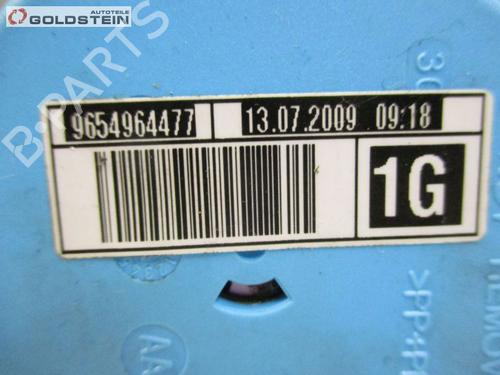 AUTOTEILE
GOLDSTEIN
B-PARTS
9654964477 13.07.2009 09:18
1G